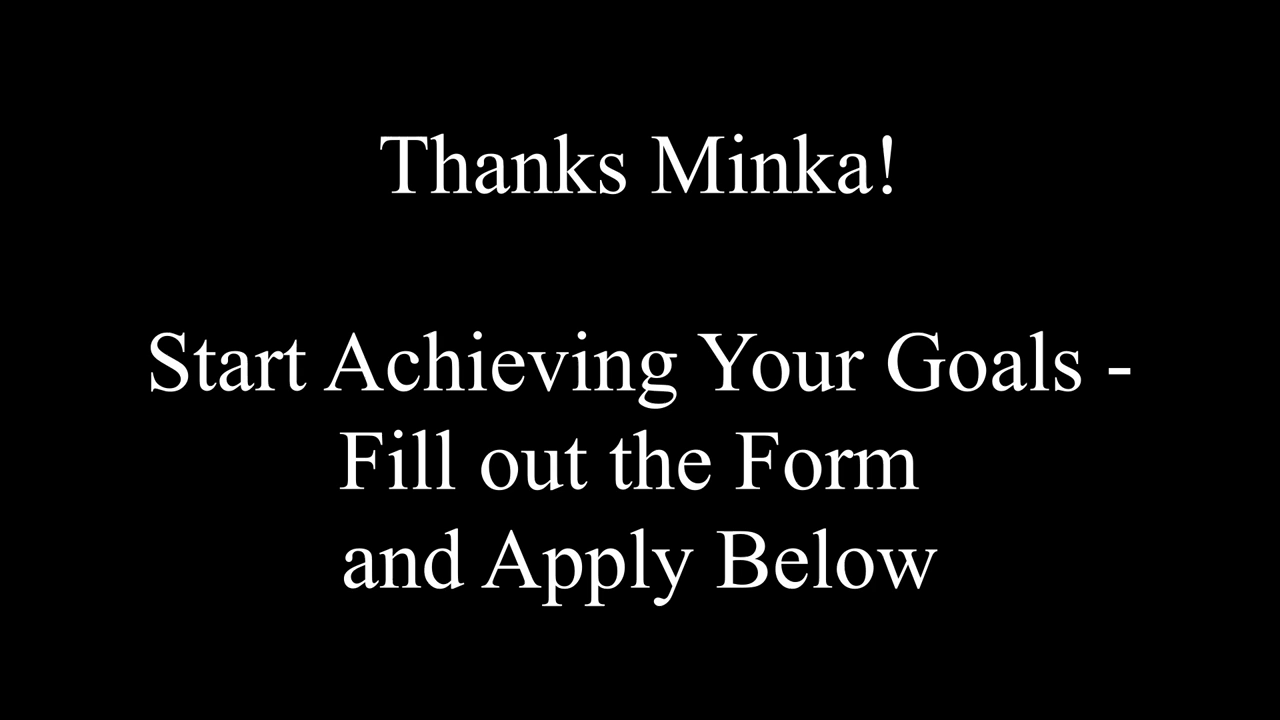 Thanks Minka!
Start Achieving Your Goals -
Fill out the Form
and Apply Below